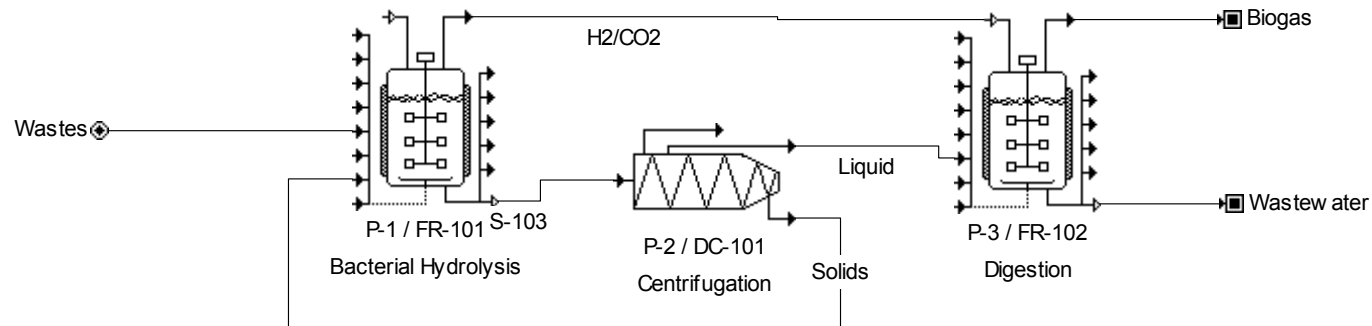 Biogas
H2/CO2
Wastes
Liquid
S-103
P-1 / FR-101
Bacterial Hydrolysis
P-2 / DC-101
Centrifugation
Solids
P-3 / FR-102
Digestion
Wastew ater